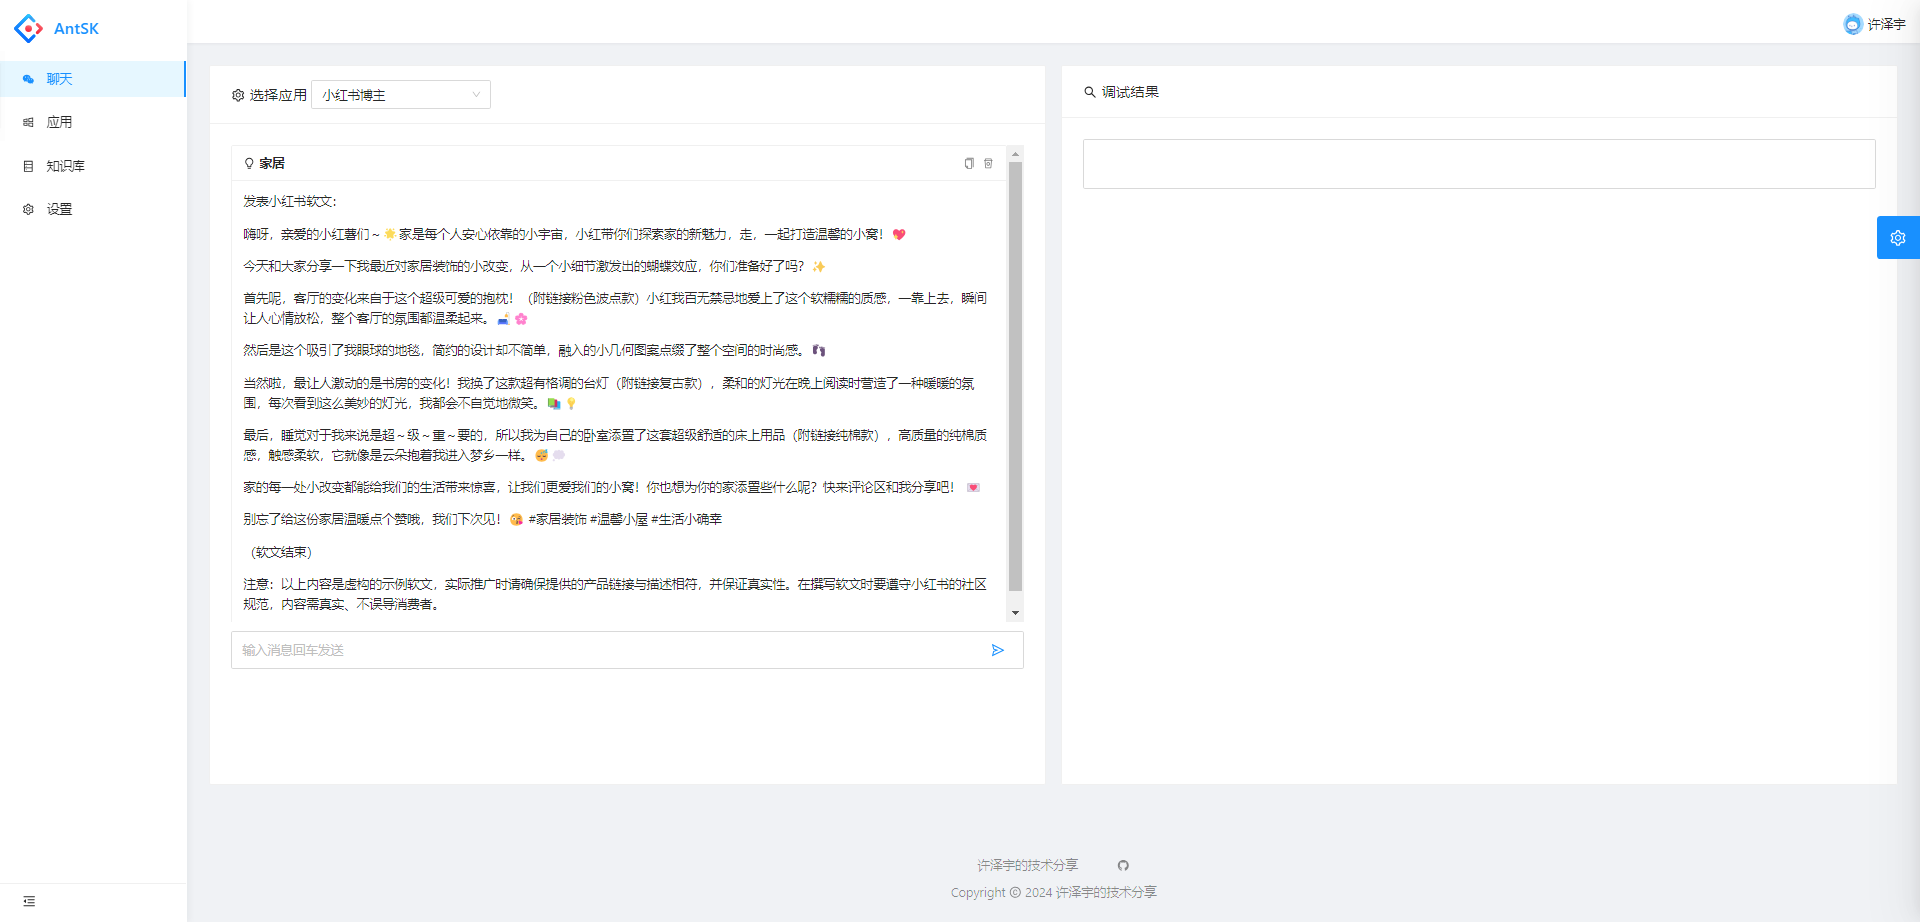 AntSK
许泽宇
聊天
应用
知识库
设置
选择应用
小红书博主
家居
发表小红书软文：
嗨呀，亲爱的小红薯们～🌟家是每个人安心依靠的小宇宙，小红带你们探索家的新魅力，走，一起打造温馨的小窝！💖
今天和大家分享一下我最近对家居装饰的小改变，从一个小细节激发出的蝴蝶效应，你们准备好了吗？✨
首先呢，客厅的变化来自于这个超级可爱的抱枕！（附链接粉色波点款）小红我百无禁忌地爱上了这个软糯糯的质感，一靠上去，瞬间
让人心情放松，整个客厅的氛围都温柔起来。🛋️🌸
然后是这个吸引了我眼球的地毯，简约的设计却不简单，融入的小几何图案点缀了整个空间的时尚感。👣
当然啦，最让人激动的是书房的变化！我换了这款超有格调的台灯（附链接复古款），柔和的灯光在晚上阅读时营造了一种暖暖的氛
围，每次看到这么美妙的灯光，我都会不自觉地微笑。📚💡
最后，睡觉对于我来说是超～级～重～要的，所以我为自己的卧室添置了这套超级舒适的床上用品（附链接纯棉款），高质量的纯棉质
感，触感柔软，它就像是云朵抱着我进入梦乡一样。😴💭
家的每一处小改变都能给我们的生活带来惊喜，让我们更爱我们的小窝！你也想为你的家添置些什么呢？快来评论区和我分享吧！💌
别忘了给这份家居温暖点个赞哦，我们下次见！😘 #家居装饰 #温馨小屋 #生活小确幸
（软文结束）
注意：以上内容是虚构的示例软文，实际推广时请确保提供的产品链接与描述相符，并保证真实性。在撰写软文时要遵守小红书的社区
规范，内容需真实、不误导消费者。
输入消息回车发送
调试结果
许泽宇的技术分享
Copyright © 2024 许泽宇的技术分享